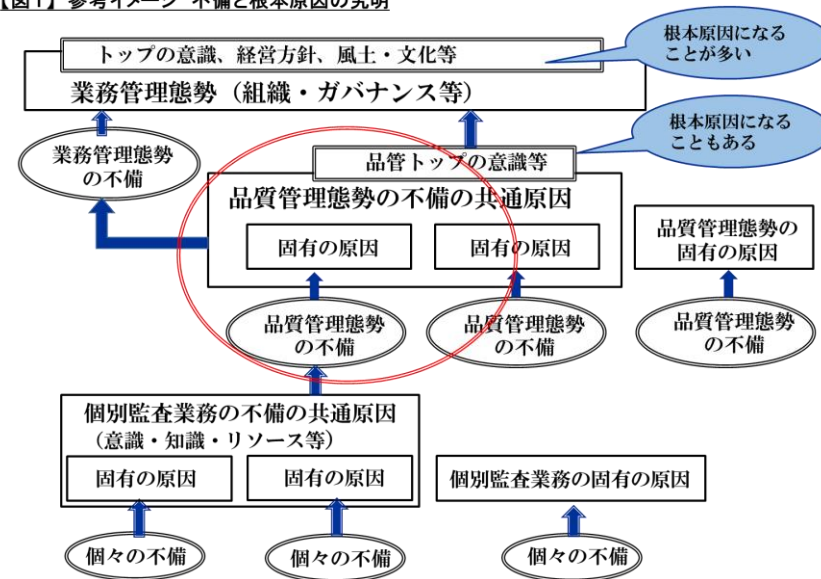 【図1】 参考イメージ 不備と根本原因の究明
トップの意識、経営方針、風土・文化等
根本原因になる
ことが多い
業務管理態勢（組織・ガバナンス等）
根本原因になる
こともある
業務管理態勢
の不備
品管トップの意識等
品質管理態勢の不備の共通原因
固有の原因
固有の原因
品質管理態勢の
固有の原因
品質管理態勢
の不備
品質管理態勢
の不備
品質管理態勢
の不備
個別監査業務の不備の共通原因
（意識・知識・リソース等）
固有の原因
固有の原因
個別監査業務の固有の原因
個々の不備
個々の不備
個々の不備